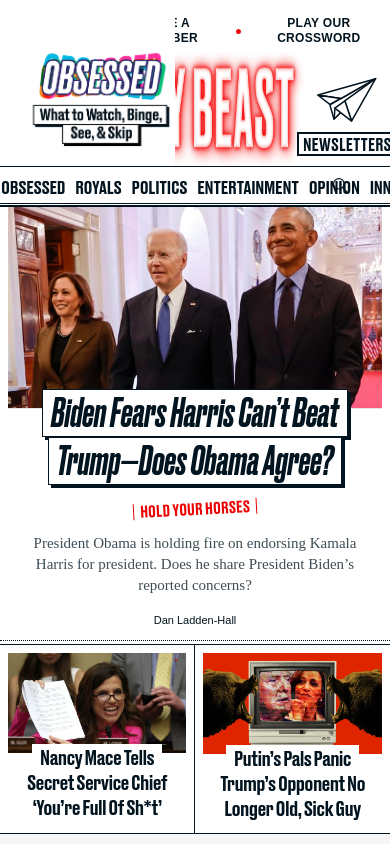 E A
BER
PLAY OUR
CROSSWORD
OBSESSED
What to Watch, Binge,
See, & Skip
Y BEAST
NEWSLETTERS
OBSESSED ROYALS POLITICS ENTERTAINMENT OPINION INN
Biden Fears Harris Can’t Beat
Trump—Does Obama Agree?
HOLD YOUR HORSES
President Obama is holding fire on endorsing Kamala
Harris for president. Does he share President Biden’s
reported concerns?
Dan Ladden-Hall
Nancy Mace Tells
Secret Service Chief
‘You’re Full Of Sh*t’
Putin’s Pals Panic
Trump’s Opponent No
Longer Old, Sick Guy